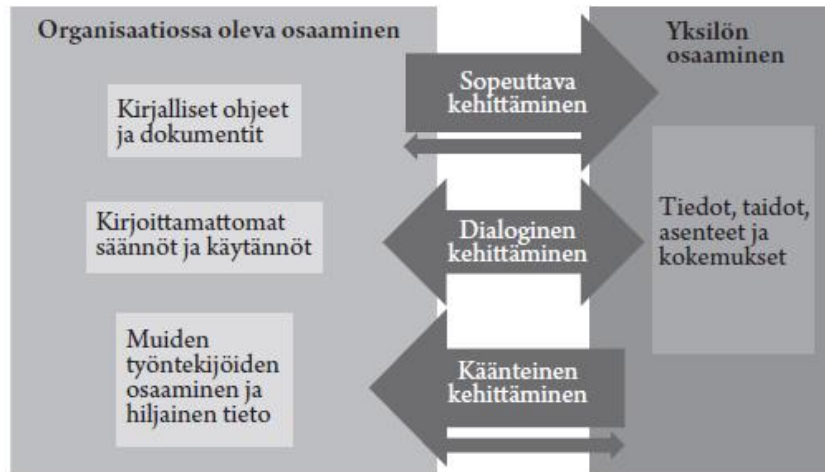 Organisaatiossa oleva osaaminen
Kirjalliset ohjeet
ja dokumentit
Kirjoittamattomat
säännöt ja käytännöt
Muiden
työntekijöiden
osaaminen ja
hiljainen tieto
Sopeuttava
kehittäminen
Dialoginen
kehittäminen
Käänteinen
kehittäminen
Yksilön
osaaminen
Tiedot, taidot,
asenteet ja
kokemukset